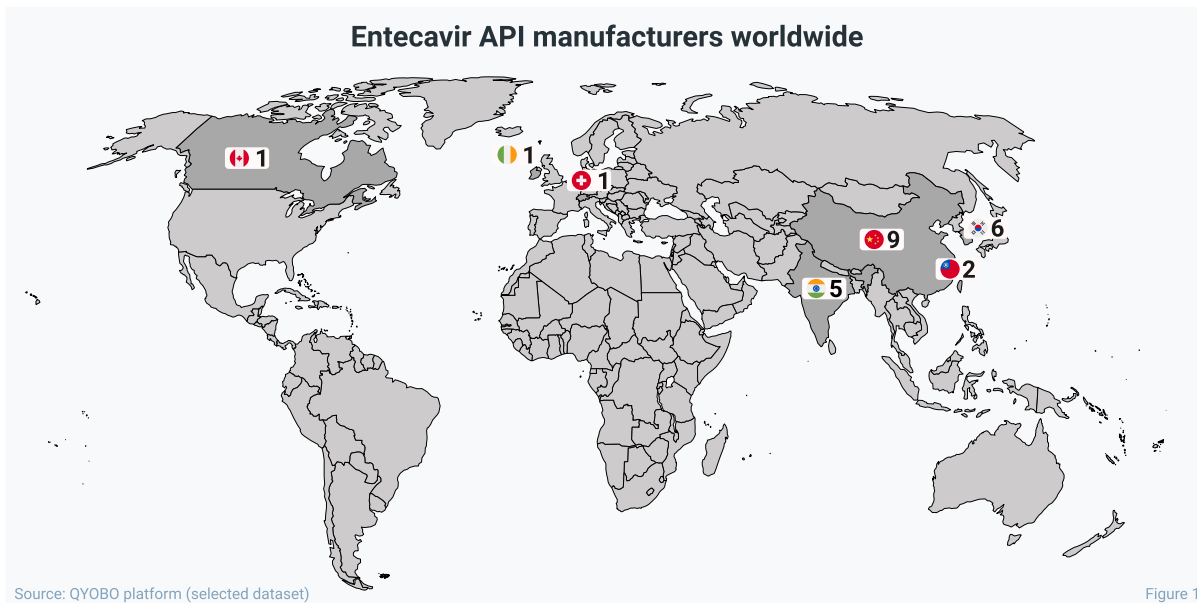 Entecavir API manufacturers worldwide
1
1
1
6
9
2
5
Source: QYOBO platform (selected dataset)
Figure 1